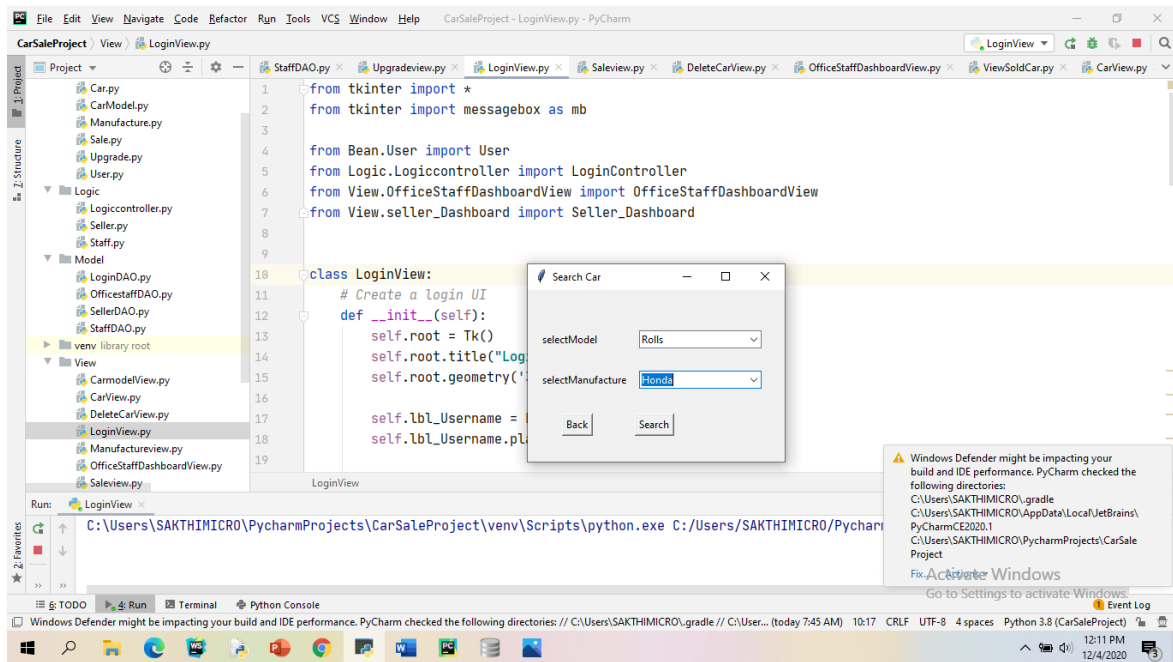 File Edit View Navigate Code Refactor Run Tools VCS Window Help CarSaleProject - LoginView.py - PyCharm
CarSaleProject View LoginView.py LoginView
Project
StaffDAO.py Upgradeview.py LoginView.py Saleview.py DeleteCarView.py OfficeStaffDashboardView.py ViewSoldCar.py CarView.py
1: Project
Z: Structure
2: Favorites
Car.py
CarModel.py
Manufacture.py
Sale.py
Upgrade.py
User.py
Logic
Logiccontroller.py
Seller.py
Staff.py
Model
LoginDAO.py
OfficestaffDAO.py
SellerDAO.py
StaffDAO.py
venv library root
View
CarmodelView.py
CarView.py
DeleteCarView.py
LoginView.py
Manufactureview.py
OfficeStaffDashboardView.py
Saleview.py
1 from tkinter import *
2 from tkinter import messagebox as mb
3
4 from Bean.User import User
5 from Logic.Logiccontroller import LoginController
6 from View.OfficeStaffDashboardView import OfficeStaffDashboardView
7 from View.seller_Dashboard import Seller_Dashboard
8
9
10 class LoginView:
11 # Create a login UI
12 def __init__(self):
13 self.root = Tk()
14 self.root.title("Log
15 self.root.geometry('
16
17 self.lbl_Username =
18 self.lbl_Username.pl
19
LoginView
Search Car
selectModel Rolls
selectManufacture Honda
Back Search
Windows Defender might be impacting your
build and IDE performance. PyCharm checked the
following directories:
C:\Users\SAKTHIMICRO\.gradle
C:\Users\SAKTHIMICRO\AppData\Local\JetBrains\
PyCharmCE2020.1
C:\Users\SAKTHIMICRO\PycharmProjects\CarSale
Project
Fix... Actions
Activate Windows
Go to Settings to activate Windows.
Run: LoginView
C:\Users\SAKTHIMICRO\PycharmProjects\CarSaleProject\venv\Scripts\python.exe C:/Users/SAKTHIMICRO/Pychar
6: TODO 4: Run Terminal Python Console 1 Event Log
Windows Defender might be impacting your build and IDE performance. PyCharm checked the following directories: // C:\Users\SAKTHIMICRO\.gradle // C:\User... (today 7:45 AM) 10:17 CRLF UTF-8 4 spaces Python 3.8 (CarSaleProject)
12:11 PM
12/4/2020
3